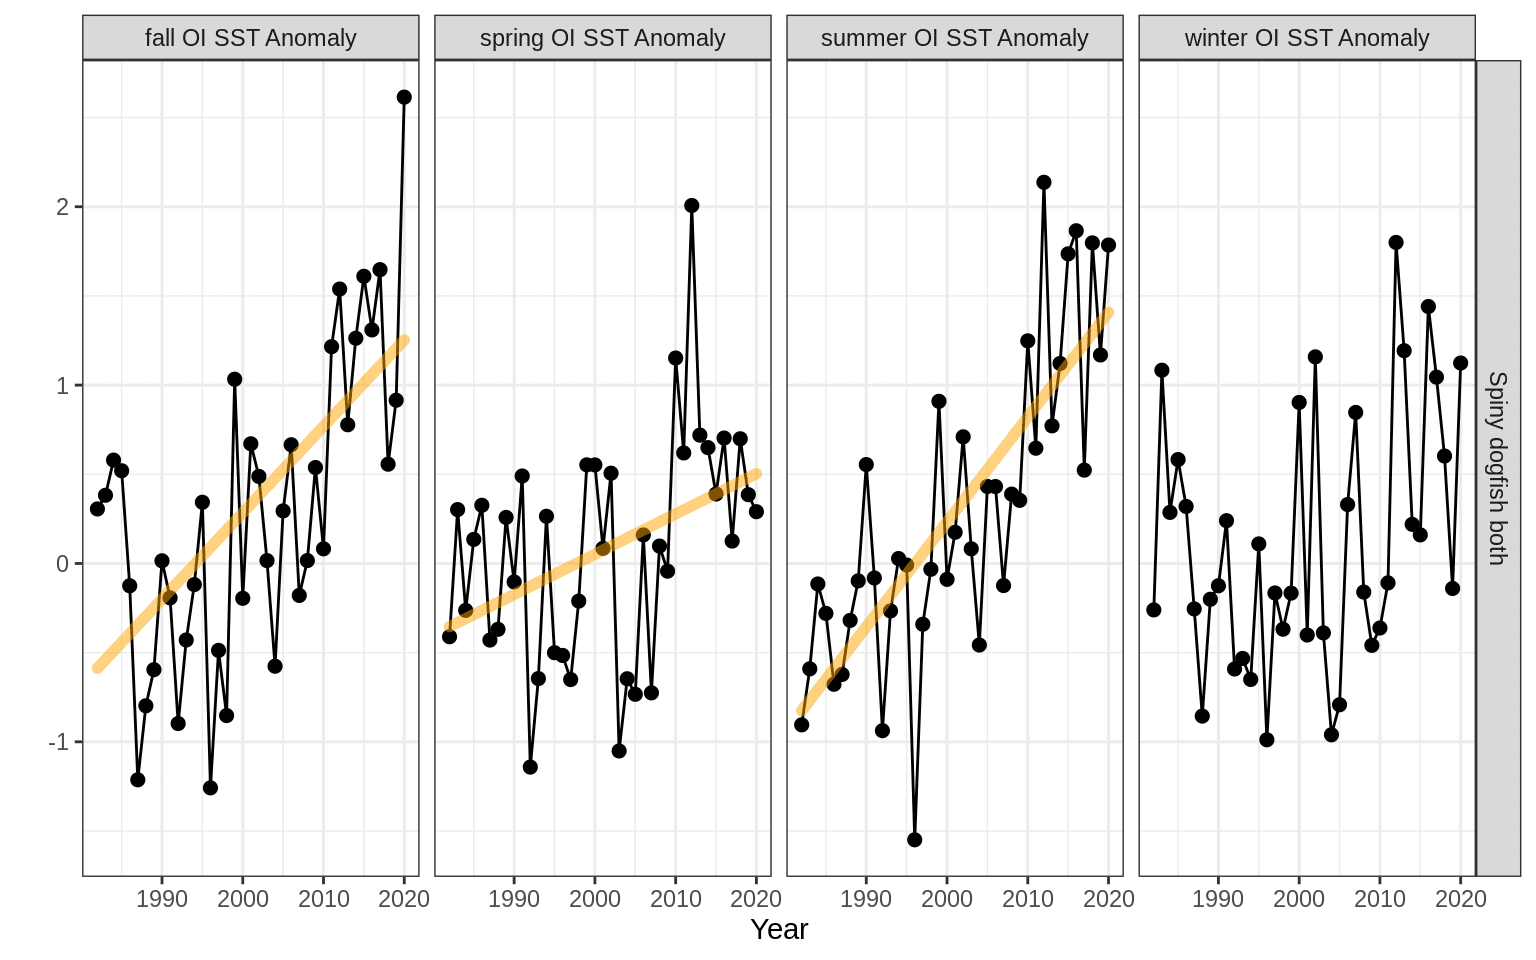 fall OI SST Anomaly spring OI SST Anomaly summer OI SST Anomaly winter OI SST Anomaly
2
1
0
-1
Spiny dogfish both
1990 2000 2010 2020 1990 2000 2010 2020 1990 2000 2010 2020 1990 2000 2010 2020
Year